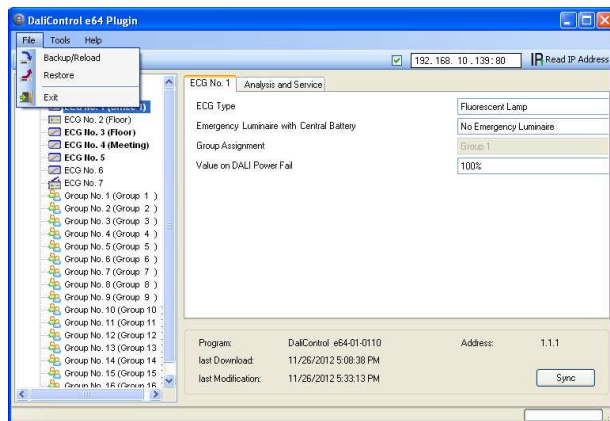 DaliControl e64 Plugin
File Tools Help
Backup/Reload
Restore
Exit
192. 168. 10 . 139: 80
IP Read IP Address
ECG No. 1 Analysis and Service
ECG Type Fluorescent Lamp
Emergency Luminaire with Central Battery No Emergency Luminaire
Group Assignment Group 1
Value on DALI Power Fail 100%
ECG No. 2 (Floor)
ECG No. 3 (Floor)
ECG No. 4 (Meeting)
ECG No. 5
ECG No. 6
ECG No. 7
Group No. 1 (Group 1 )
Group No. 2 (Group 2 )
Group No. 3 (Group 3 )
Group No. 4 (Group 4 )
Group No. 5 (Group 5 )
Group No. 6 (Group 6 )
Group No. 7 (Group 7 )
Group No. 8 (Group 8 )
Group No. 9 (Group 9 )
Group No. 10 (Group 10
Group No. 11 (Group 11
Group No. 12 (Group 12
Group No. 13 (Group 13
Group No. 14 (Group 14
Group No. 15 (Group 15
Group No. 16 (Group 16
Program: DaliControl e64-01-0110 Address: 1.1.1
last Download: 11/26/2012 5:08:38 PM
last Modification: 11/26/2012 5:33:13 PM
Sync